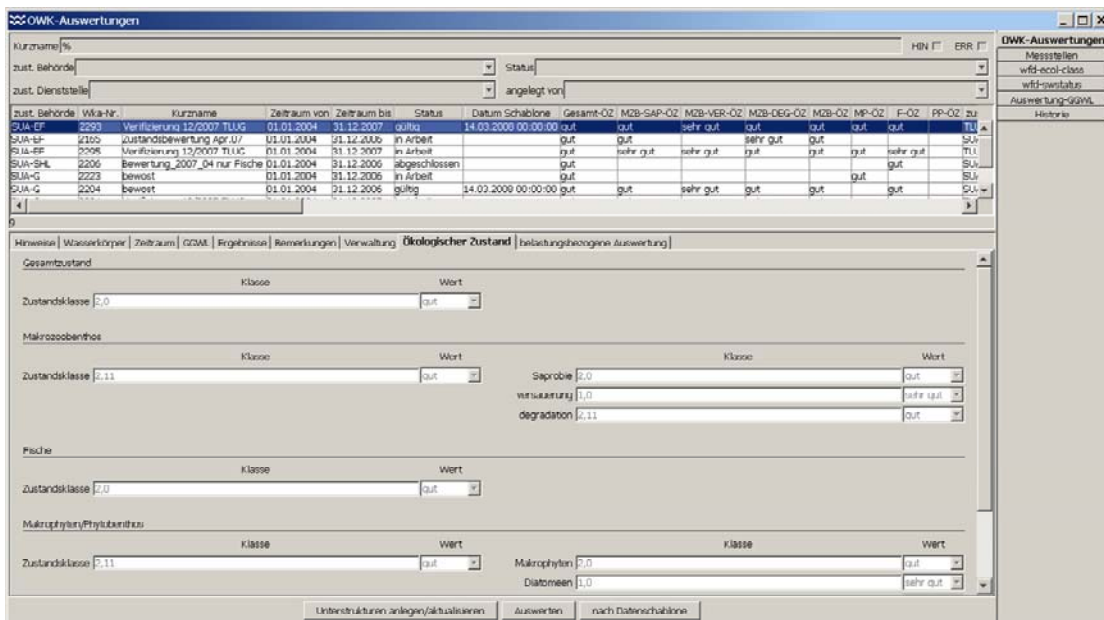 OWK-Auswertungen
Kurzname % HIN ERR
zust. Behörde Status
zust. Dienststelle angelegt von
OWK-Auswertungen
Messstellen
wfd-ecol-class
wfd-swstatus
Auswertung-GGWL
Historie
zust. Behörde Wka-Nr. Kurzname Zeitraum von Zeitraum bis Status Datum Schablone Gesamt-ÖZ MZB-SAP-ÖZ MZB-VER-ÖZ MZB-DEG-ÖZ MZB-ÖZ MP-ÖZ F-ÖZ PP-ÖZ zu
SUA-EF 2293 Verifizierung 12/2007 TLUG 01.01.2004 31.12.2007 gültig 14.03.2008 00:00:00 gut gut sehr gut gut gut gut gut TLU
SUA-EF 2165 Zustandsbewertung Apr.07 01.01.2004 31.12.2006 in Arbeit gut gut sehr gut gut
SUA-EF 2295 Verifizierung 12/2007 TLUG 01.01.2004 31.12.2007 in Arbeit gut sehr gut sehr gut gut gut gut sehr gut
SUA-SHL 2206 Bewertung_2007_04 nur Fische 01.01.2004 31.12.2006 abgeschlossen gut gut
SUA-G 2223 bewost 01.01.2004 31.12.2006 in Arbeit gut gut
SUA-G 2204 bewost 01.01.2004 31.12.2006 gültig 14.03.2008 00:00:00 gut gut sehr gut gut gut gut
9
Hinweise Wasserkörper Zeitraum GGWL Ergebnisse Bemerkungen Verwaltung Ökologischer Zustand belastungsbezogene Auswertung
Gesamtzustand
Klasse Wert
Zustandsklasse 2,0 gut
Makrozoobenthos
Klasse Wert Klasse Wert
Zustandsklasse 2,11 gut Saprobie 2,0 gut
versauerung 1,0 sehr gut
degradation 2,11 gut
Fische
Klasse Wert
Zustandsklasse 2,0 gut
Makrophyten/Phytobenthos
Klasse Wert Klasse Wert
Zustandsklasse 2,11 gut Makrophyten 2,0 gut
Diatomeen 1,0 sehr gut
Unterstrukturen anlegen/aktualisieren Auswerten nach Datenschablone